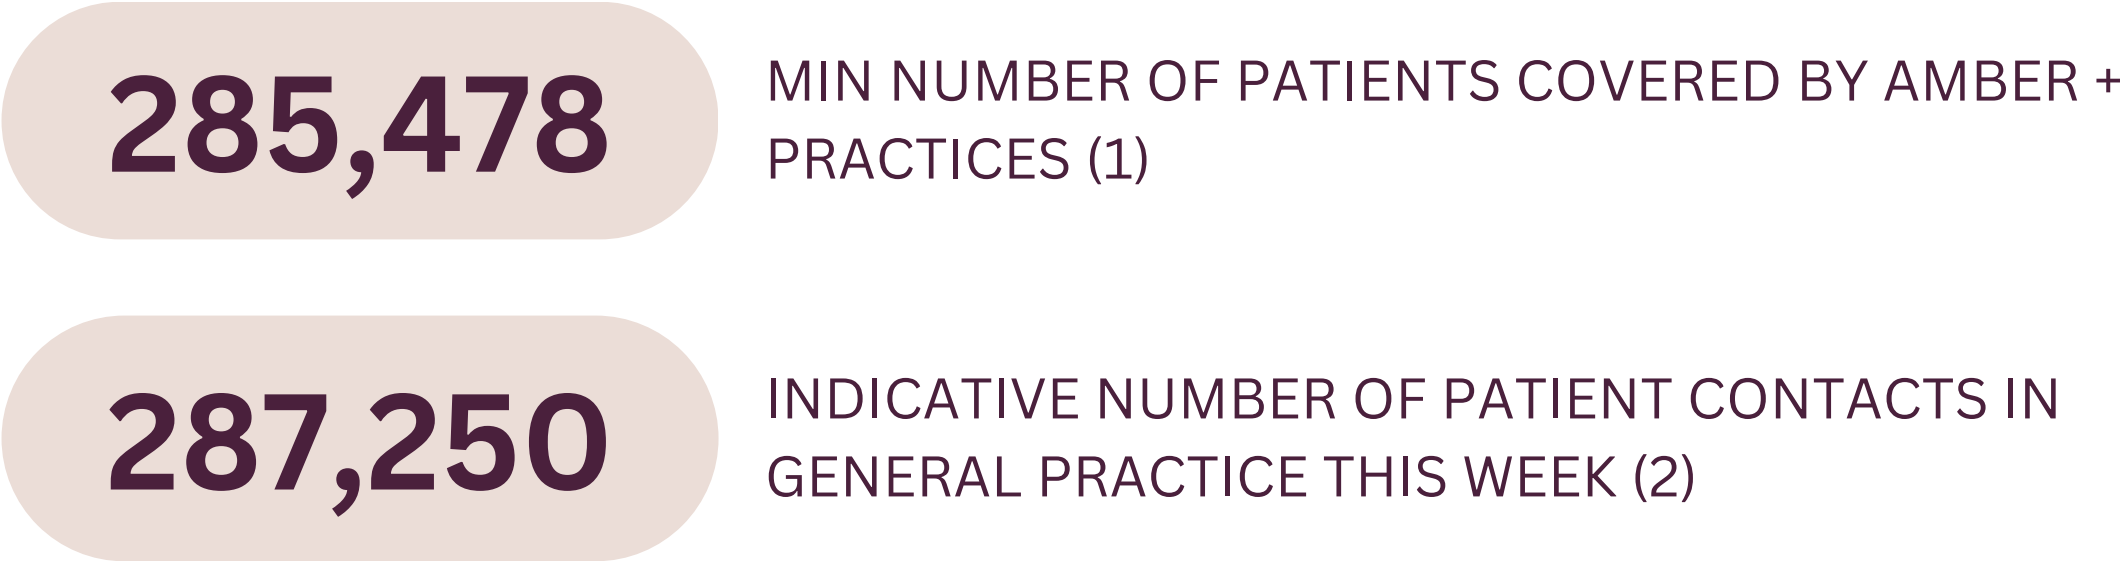 285,478
MIN NUMBER OF PATIENTS COVERED BY AMBER +
PRACTICES (1)
287,250
INDICATIVE NUMBER OF PATIENT CONTACTS IN
GENERAL PRACTICE THIS WEEK (2)